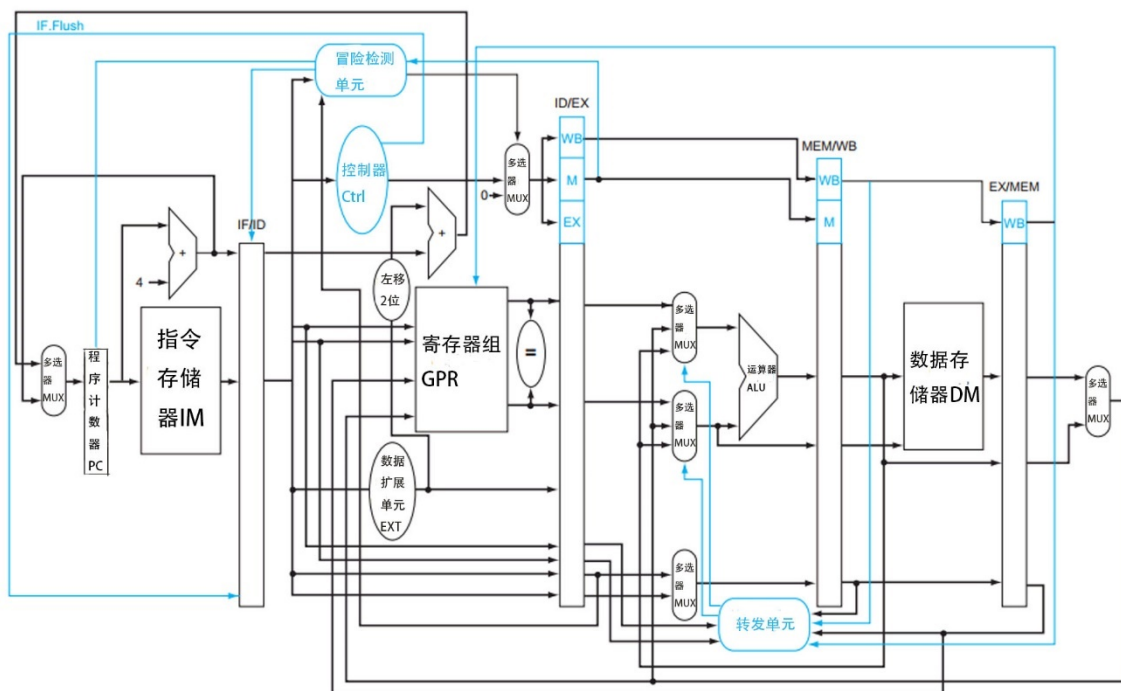 IF.Flush
冒险检测
单元
ID/EX
WB
M
EX
MEM/WB
WB
M
EX/MEM
WB
控制器
Ctrl
多选
器
MUX
0
IF/ID
+
4
+
左移
2位
指令
存储
器IM
多选
器
MUX
程
序
计
数
器
PC
寄存器组
GPR
=
多选
器
MUX
多选
器
MUX
运算器
ALU
数据存
储器DM
多选
器
MUX
数据
扩展
单元
EXT
多选
器
MUX
转发单元